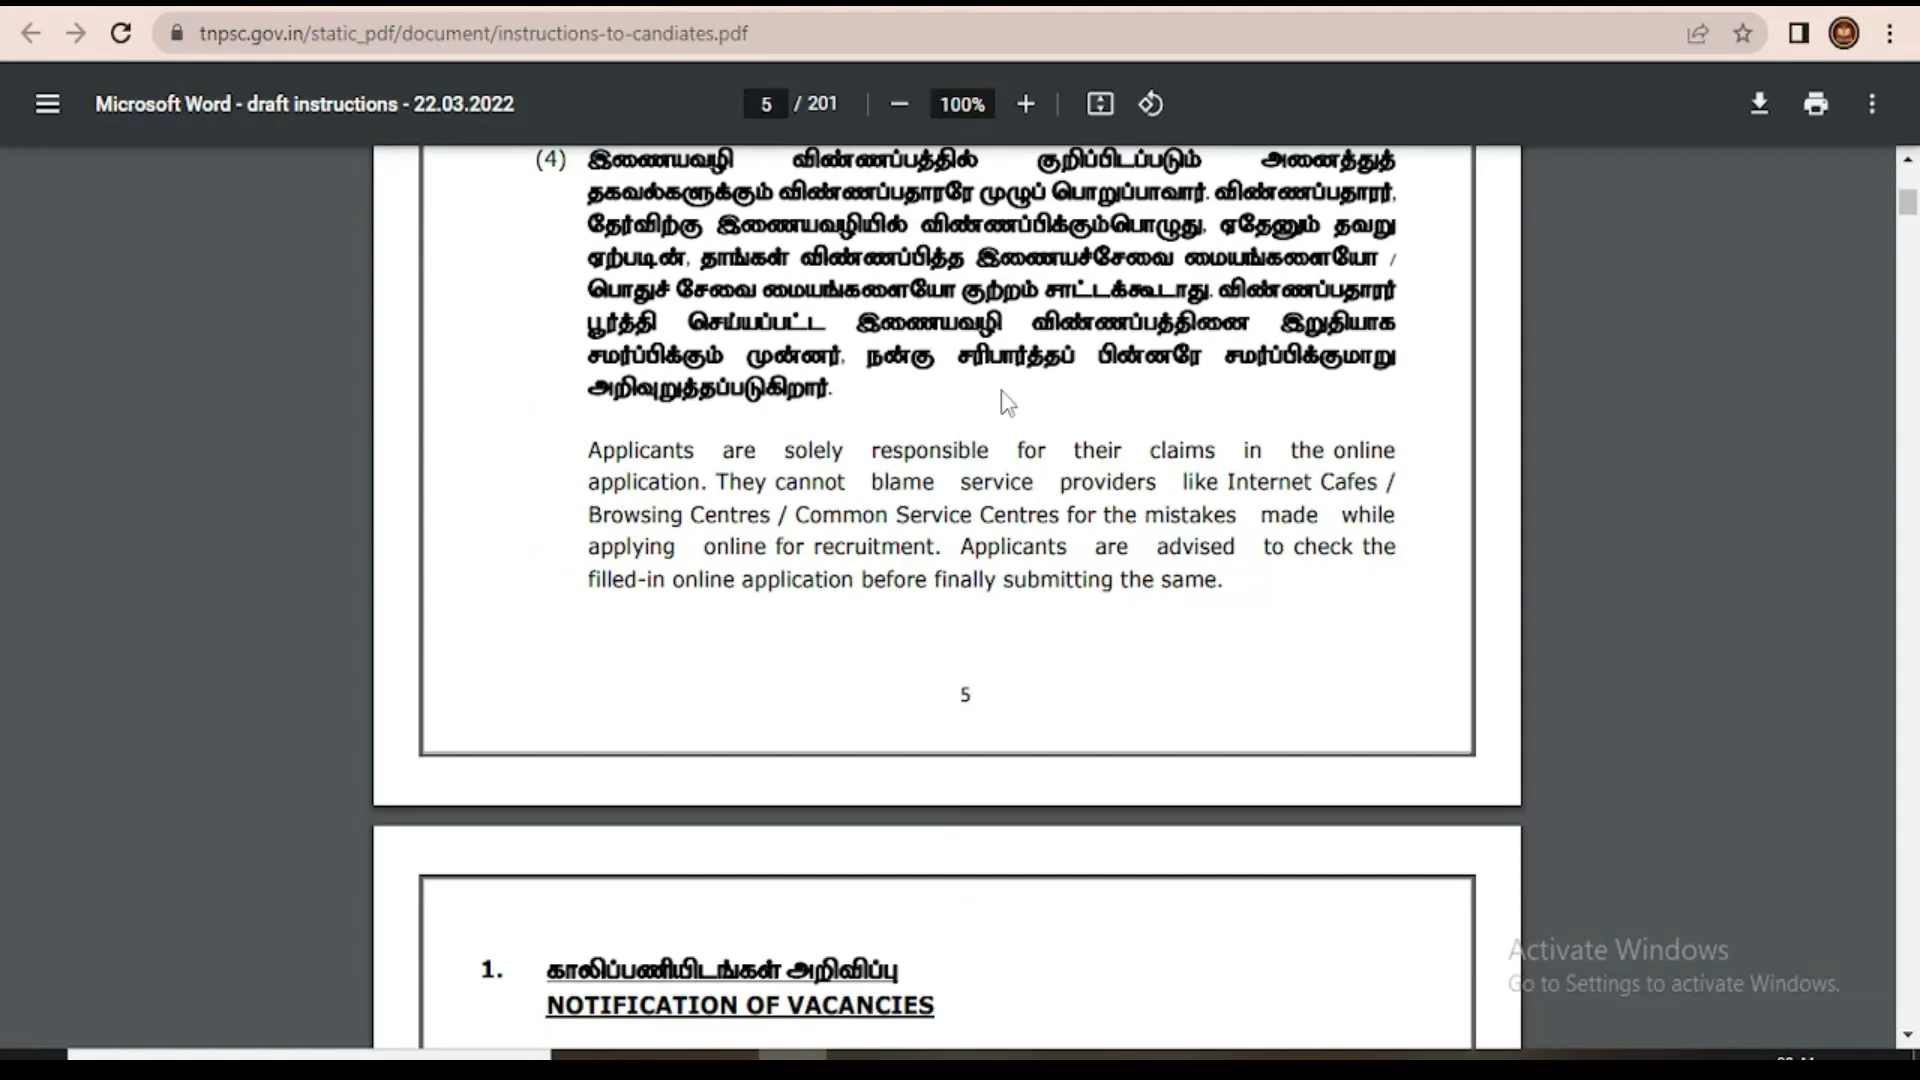 tnpsc.gov.in/static_pdf/document/instructions-to-candiates.pdf
Microsoft Word - draft instructions - 22.03.2022
5 / 201
100%
(4) இணையவழி விண்ணப்பத்தில் குறிப்பிடப்படும் அனைத்துத்
தகவல்களுக்கும் விண்ணப்பதாரரே முழுப் பொறுப்பாவார். விண்ணப்பதாரர்,
தேர்விற்கு இணையவழியில் விண்ணப்பிக்கும்பொழுது, ஏதேனும் தவறு
ஏற்படின், தாங்கள் விண்ணப்பித்த இணையச்சேவை மையங்களையோ /
பொதுச் சேவை மையங்களையோ குற்றம் சாட்டக்கூடாது. விண்ணப்பதாரர்
பூர்த்தி செய்யப்பட்ட இணையவழி விண்ணப்பத்தினை இறுதியாக
சமர்ப்பிக்கும் முன்னர், நன்கு சரிபார்த்தப் பின்னரே சமர்ப்பிக்குமாறு
அறிவுறுத்தப்படுகிறார்.
Applicants are solely responsible for their claims in the online
application. They cannot blame service providers like Internet Cafes /
Browsing Centres / Common Service Centres for the mistakes made while
applying online for recruitment. Applicants are advised to check the
filled-in online application before finally submitting the same.
5
1. காலிப்பணியிடங்கள் அறிவிப்பு
NOTIFICATION OF VACANCIES
Activate Windows
Go to Settings to activate Windows.